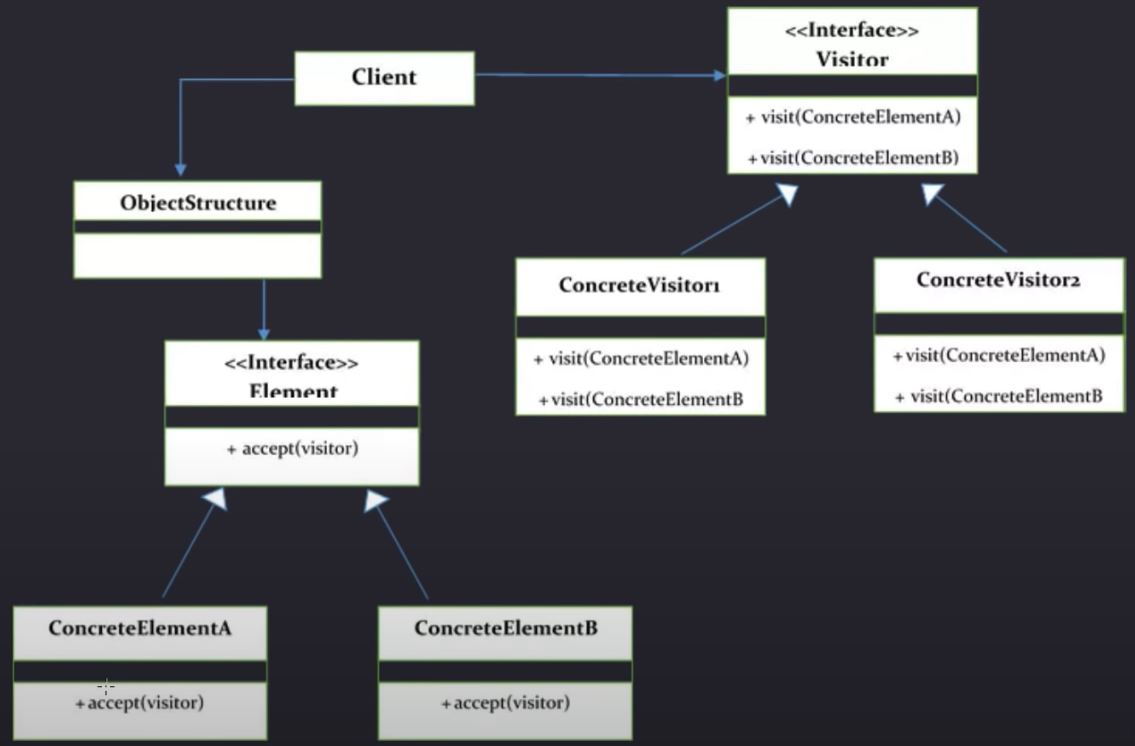 Client
<<Interface>>
Visitor
+ visit(ConcreteElementA)
+visit(ConcreteElementB)
ObjectStructure
ConcreteVisitor1
+ visit(ConcreteElementA)
+visit(ConcreteElementB
ConcreteVisitor2
+visit(ConcreteElementA)
+ visit(ConcreteElementB
<<Interface>>
Element
+ accept(visitor)
ConcreteElementA
+accept(visitor)
ConcreteElementB
+accept(visitor)